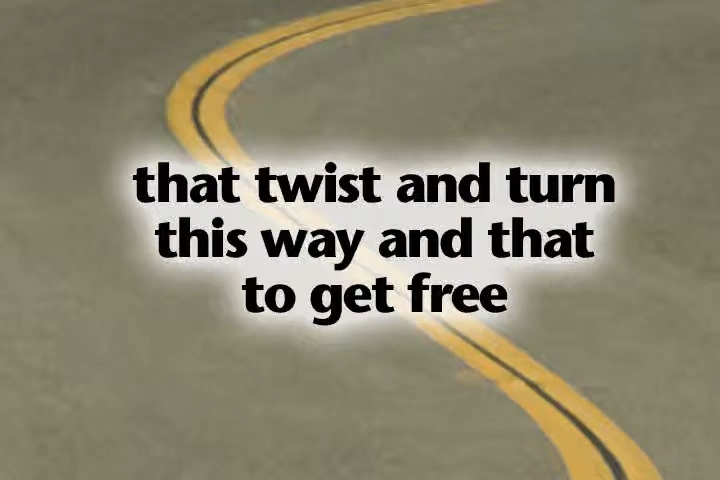 that twist and turn
this way and that
to get free